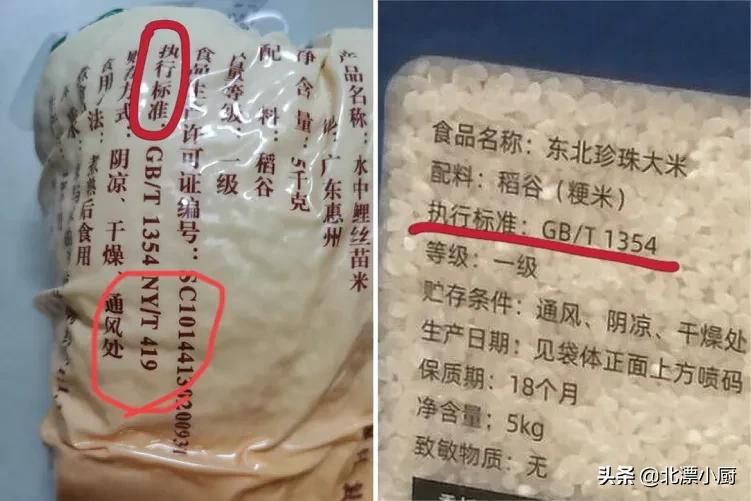 产品名称：水中鲤丝苗米
广东惠州
净含量：5千克
配料：稻谷
质量等级：一级
食品生产许可证编号：SC10144136200931
执行标准：GB/T 1354 NY/T 419
贮存方式：阴凉、干燥、通风处
食用方法：煮熟后食用
食品名称：东北珍珠大米
配料：稻谷（粳米）
执行标准：GB/T 1354
等级：一级
贮存条件：通风、阴凉、干燥处
生产日期：见袋体正面上方喷码
保质期：18个月
净含量：5kg
致敏物质：无
头条 @北漂小厨